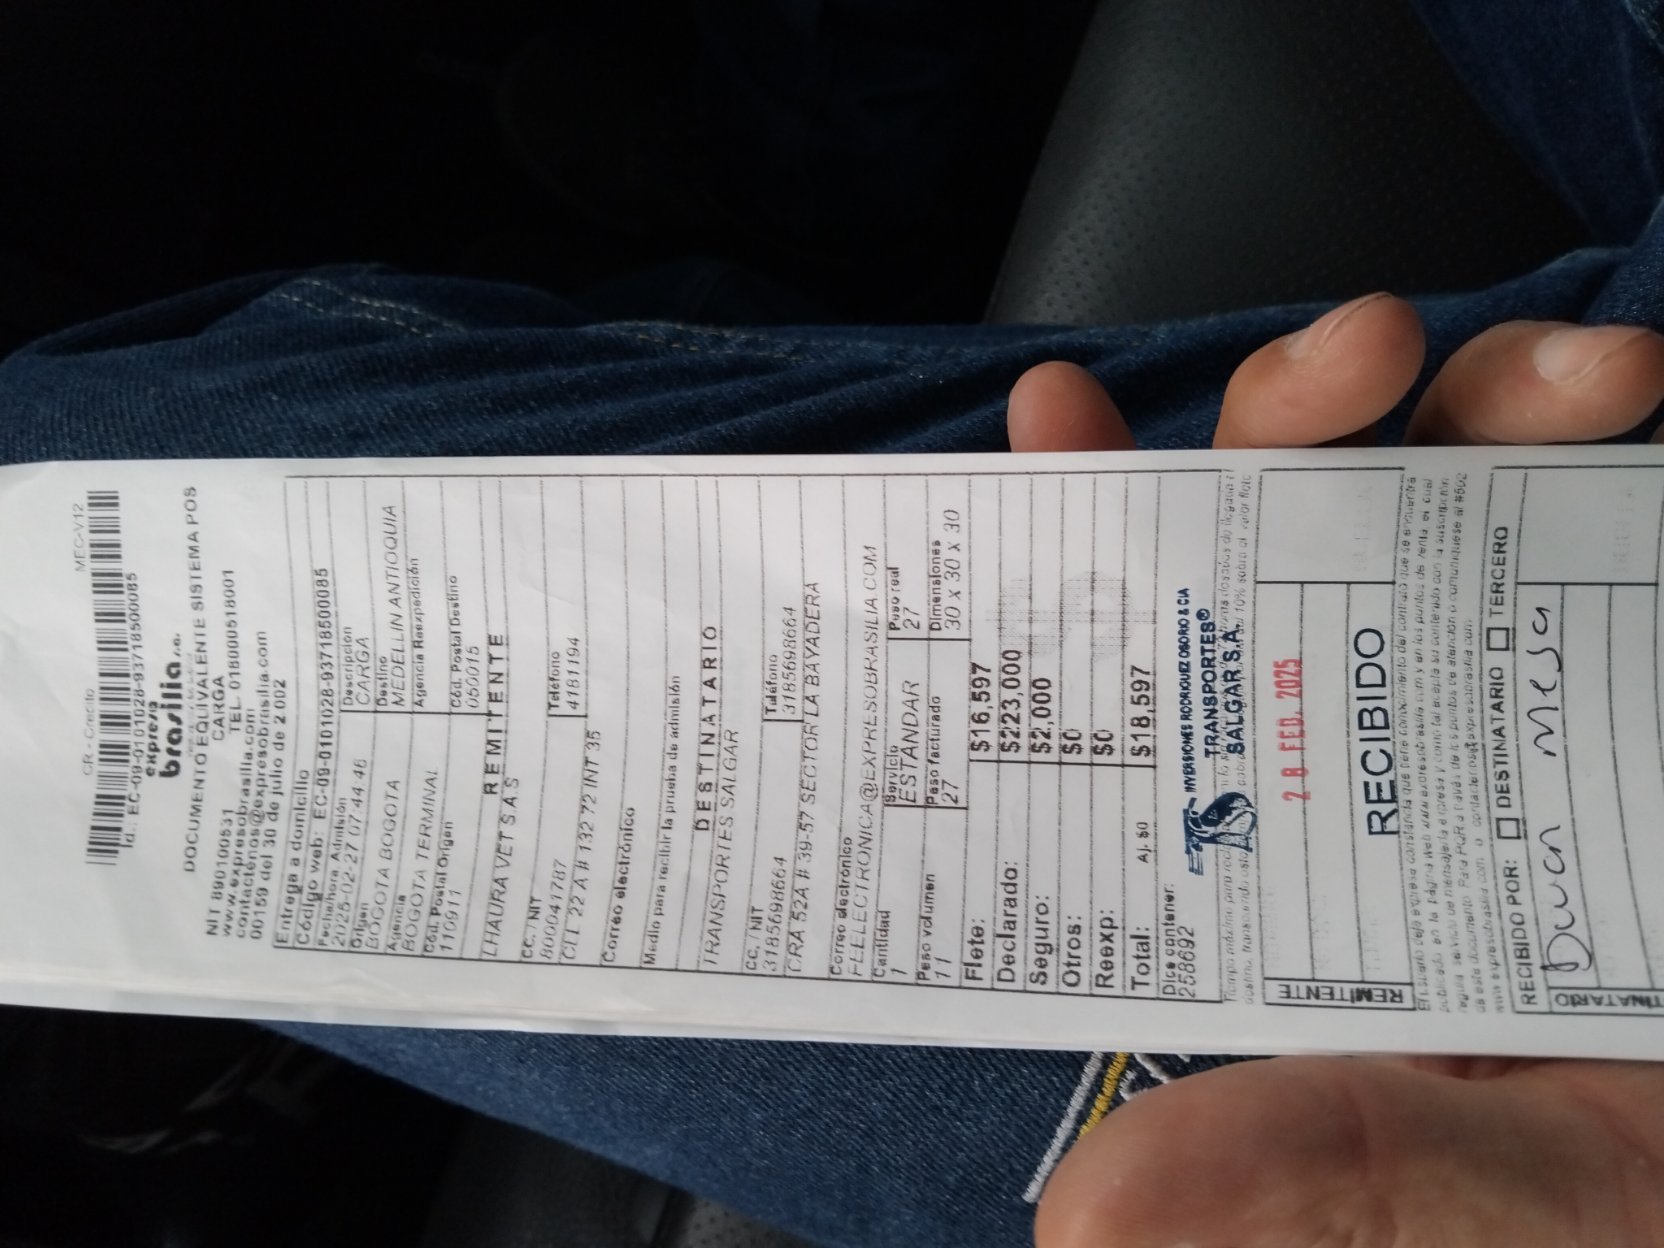 CR - Crecito
MEC-V12
Id.: EC-09-0101028-93718500085
expreso
brasilia s.a.
DOCUMENTO EQUIVALENTE SISTEMA POS
CARGA
NIT 890100531 TEL. 018000518001
www.expresobrasilia.com
contactenos@expresobrasilia.com
00159 del 30 de julio de 2 002
Entrega a domicilio
Código web: EC-09-0101028-93718500085
Fecha/hora Admisión
2025-02-27 07:44:46
Descripción
CARGA
Origen
BOGOTA BOGOTA
Destino
MEDELLIN ANTIOQUIA
Agencia
BOGOTA TERMINAL
Agencia Reexpedición
Cód. Postal Origen
110911
Cód. Postal Destino
050015
REMITENTE
LHAURA VET S A S
CC. / NIT
8000041787
Teléfono
4181194
CLL 22 A # 132 72 INT 35
Correo electrónico
Medio para recibir la prueba de admisión
DESTINATARIO
TRANSPORTES SALGAR
CC. / NIT
3185698664
Teléfono
3185698664
CRA 52A # 39-57 SECTOR LA BAYADERA
Correo electrónico
FEELECTRONICA@EXPRESOBRASILIA.COM
Cantidad
1
Servicio
ESTANDAR
Peso real
27
Peso volumen
11
Peso facturado
27
Dimensiones
30 x 30 x 30
Flete: $16,597
Declarado: $223,000
Seguro: $2,000
Otros: $0
Reexp: $0
Total: Aj. $0 $18,597
Dice contener:
258692
INVERSIONES RODRIGUEZ OSORIO & CIA
TRANSPORTES®
SALGAR S.A.
28 FEB. 2025
RECIBIDO
REMITENTE
RECIBIDO POR: DESTINATARIO TERCERO
Duan Mesa